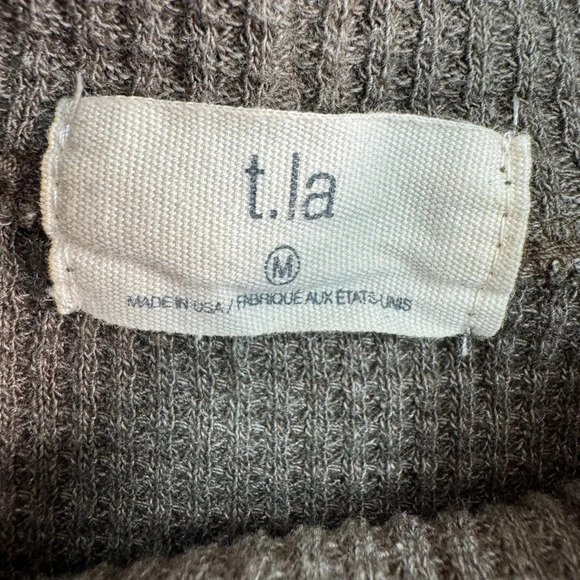 t.la
M
MADE IN USA / FABRIQUÉ AUX ÉTATS-UNIS